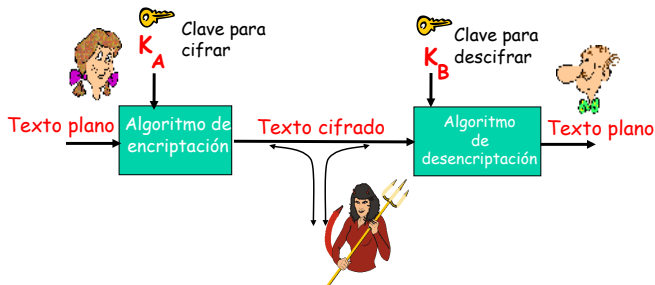 Clave para
cifrar
K
A
Clave para
descifrar
K
B
Texto plano
Algoritmo de
encriptación
Texto cifrado
Algoritmo
de
desencriptación
Texto plano